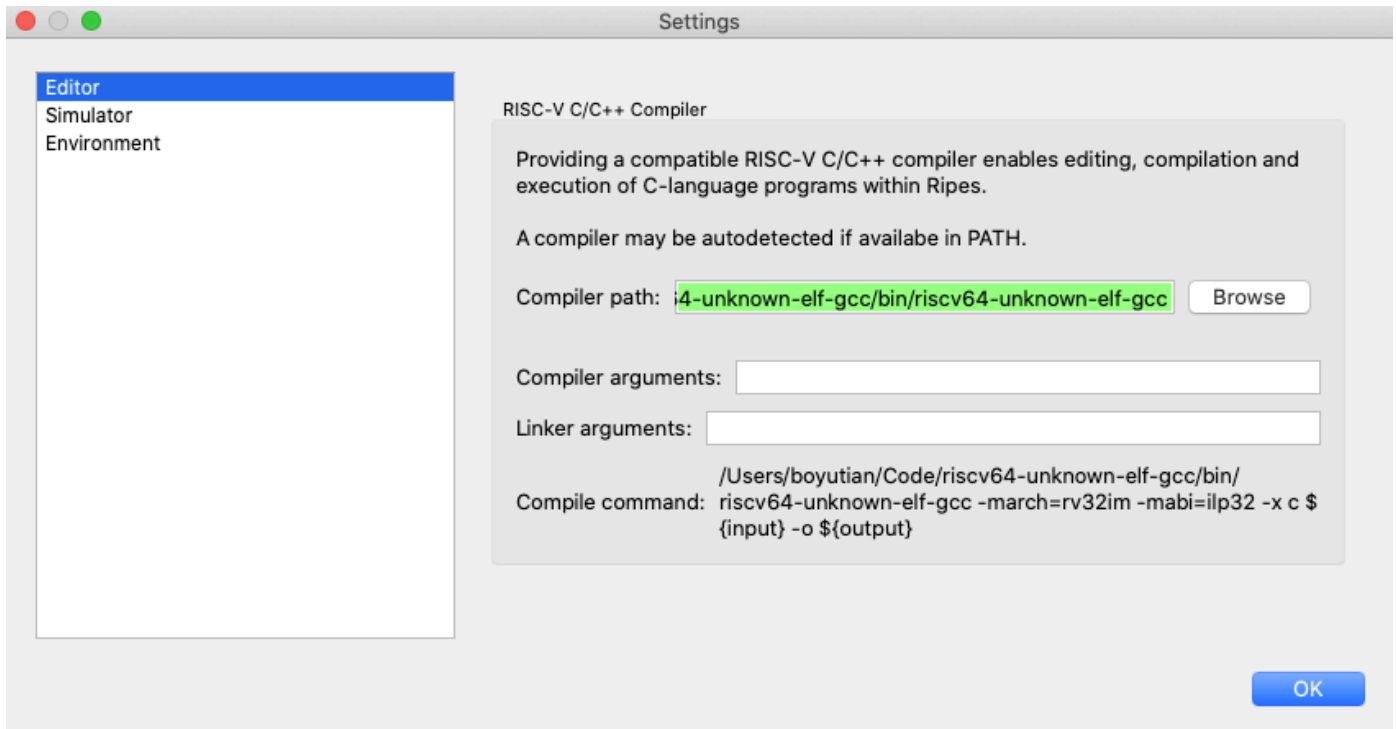 Settings
Editor
Simulator
Environment
RISC-V C/C++ Compiler
Providing a compatible RISC-V C/C++ compiler enables editing, compilation and
execution of C-language programs within Ripes.
A compiler may be autodetected if availabe in PATH.
Compiler path: 4-unknown-elf-gcc/bin/riscv64-unknown-elf-gcc Browse
Compiler arguments:
Linker arguments:
/Users/boyutian/Code/riscv64-unknown-elf-gcc/bin/
Compile command: riscv64-unknown-elf-gcc -march=rv32im -mabi=ilp32 -x c $
{input} -o ${output}
OK